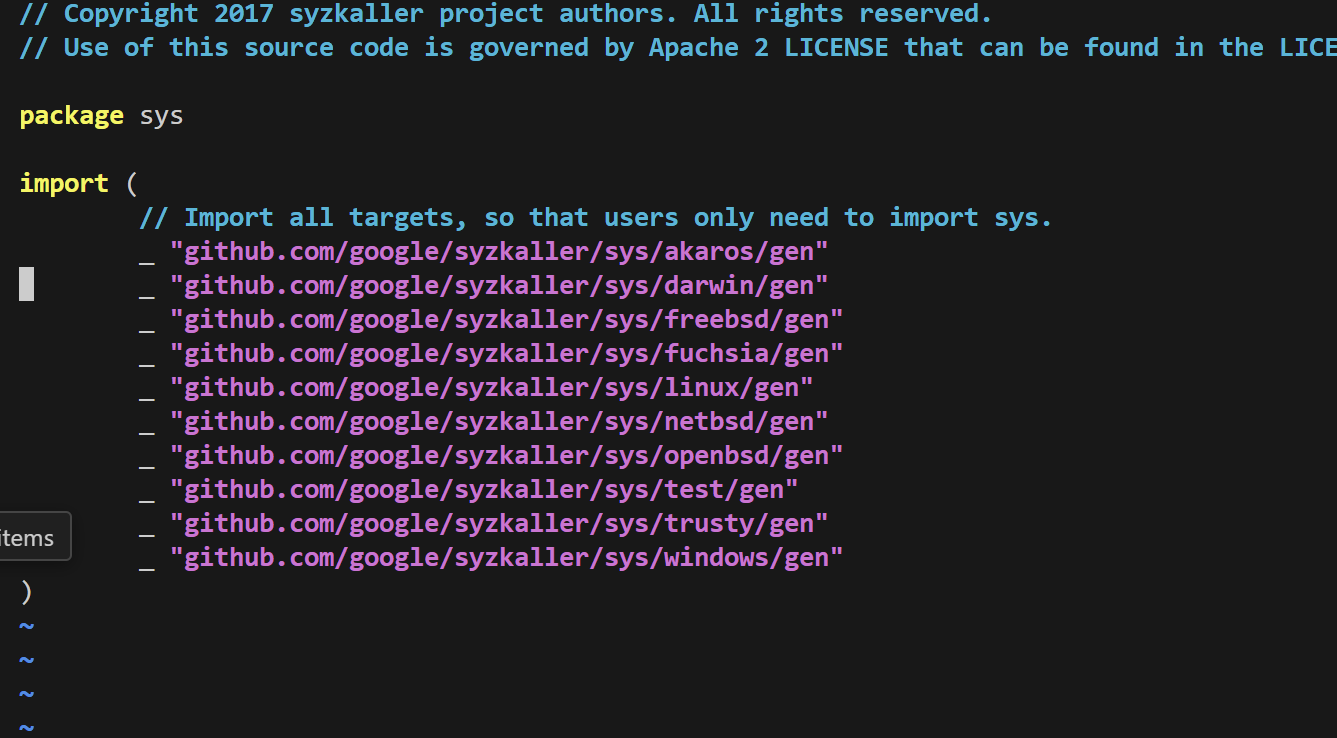 // Copyright 2017 syzkaller project authors. All rights reserved.
// Use of this source code is governed by Apache 2 LICENSE that can be found in the LICE
package sys
import (
// Import all targets, so that users only need to import sys.
_ "github.com/google/syzkaller/sys/akaros/gen"
_ "github.com/google/syzkaller/sys/darwin/gen"
_ "github.com/google/syzkaller/sys/freebsd/gen"
_ "github.com/google/syzkaller/sys/fuchsia/gen"
_ "github.com/google/syzkaller/sys/linux/gen"
_ "github.com/google/syzkaller/sys/netbsd/gen"
_ "github.com/google/syzkaller/sys/openbsd/gen"
_ "github.com/google/syzkaller/sys/test/gen"
_ "github.com/google/syzkaller/sys/trusty/gen"
items
_ "github.com/google/syzkaller/sys/windows/gen"
)
~
~
~
~